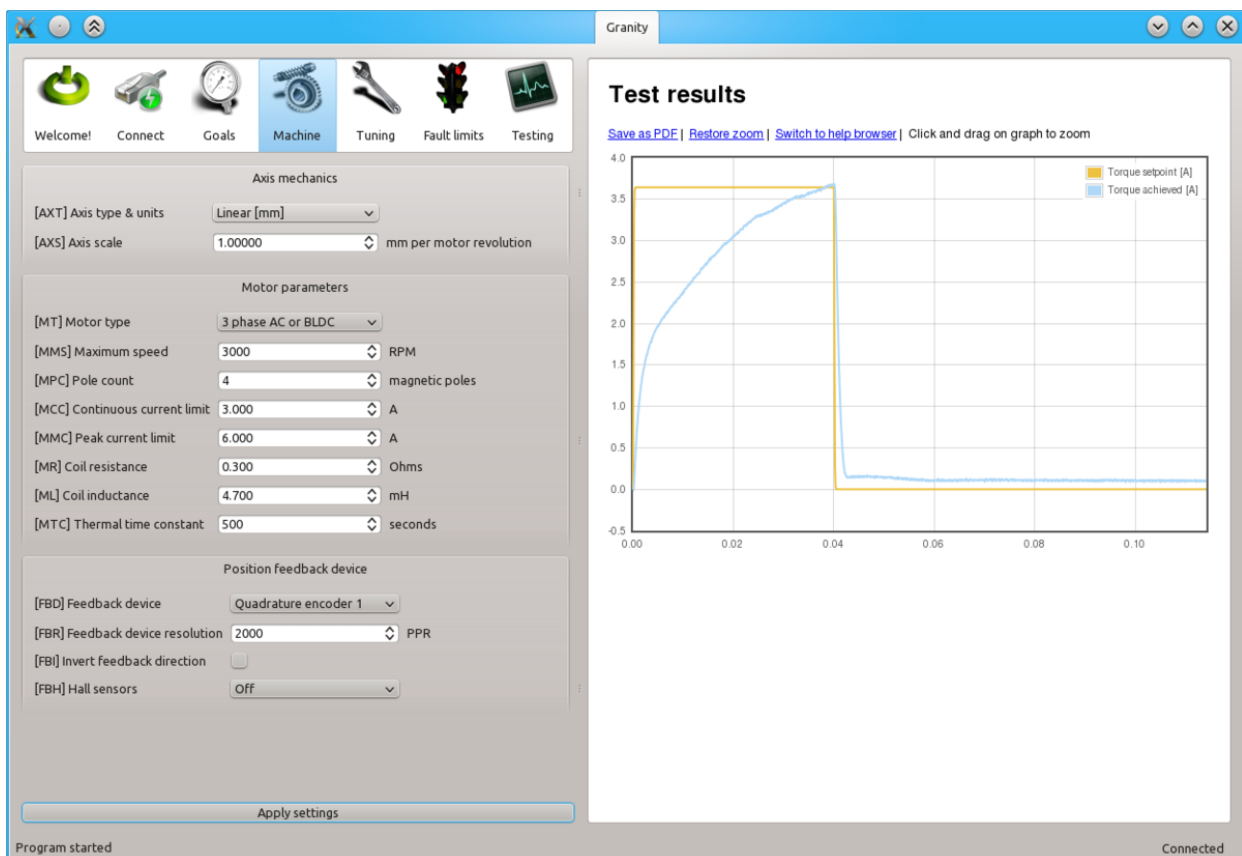 Granity
Welcome! Connect Goals Machine Tuning Fault limits Testing
Axis mechanics
[AXT] Axis type & units Linear [mm]
[AXS] Axis scale 1.00000 mm per motor revolution
Motor parameters
[MT] Motor type 3 phase AC or BLDC
[MMS] Maximum speed 3000 RPM
[MPC] Pole count 4 magnetic poles
[MCC] Continuous current limit 3.000 A
[MMC] Peak current limit 6.000 A
[MR] Coil resistance 0.300 Ohms
[ML] Coil inductance 4.700 mH
[MTC] Thermal time constant 500 seconds
Position feedback device
[FBD] Feedback device Quadrature encoder 1
[FBR] Feedback device resolution 2000 PPR
[FBI] Invert feedback direction
[FBH] Hall sensors Off
Apply settings
Test results
Save as PDF | Restore zoom | Switch to help browser | Click and drag on graph to zoom
4.0
3.5
3.0
2.5
2.0
1.5
1.0
0.5
0.0
-0.5
0.00 0.02 0.04 0.06 0.08 0.10
Torque setpoint [A]
Torque achieved [A]
Program started
Connected